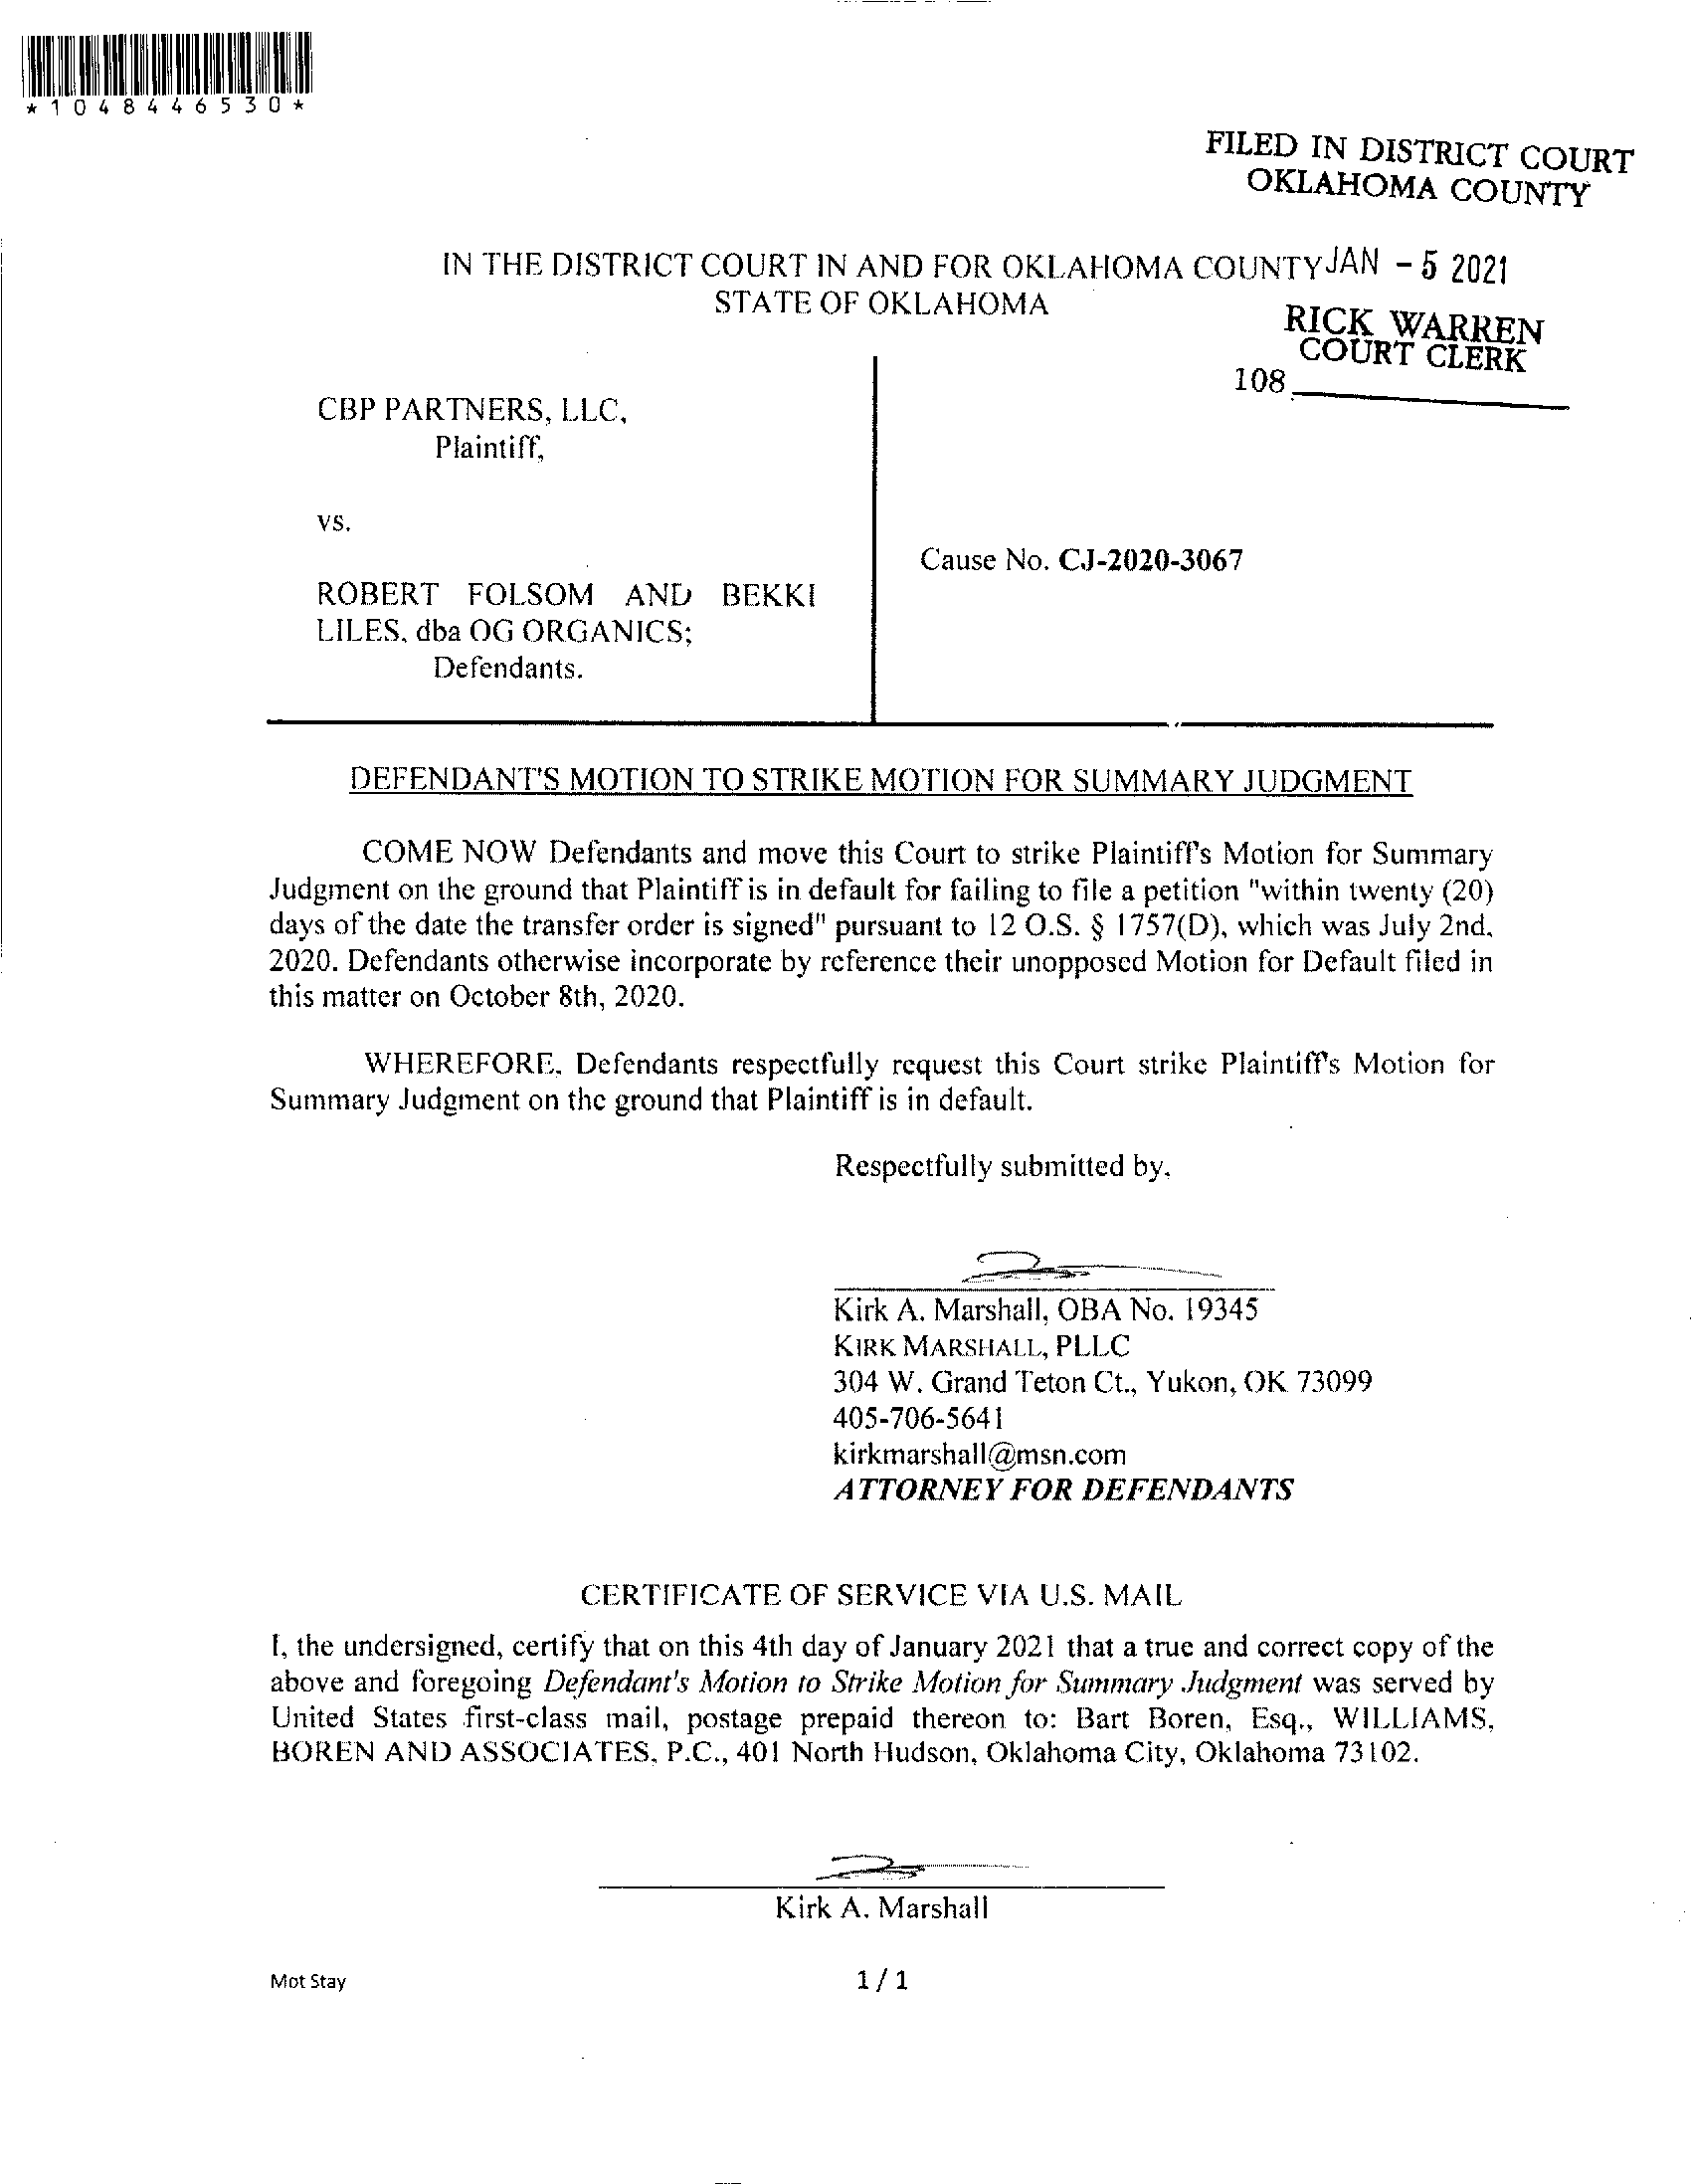 *1048446530*
FILED IN DISTRICT COURT
OKLAHOMA COUNTY
IN THE DISTRICT COURT IN AND FOR OKLAHOMA COUNTY JAN - 5 2021
STATE OF OKLAHOMA
RICK WARREN
COURT CLERK
108
CBP PARTNERS, LLC,
Plaintiff,
vs.
Cause No. CJ-2020-3067
ROBERT FOLSOM AND BEKKI
LILES, dba OG ORGANICS;
Defendants.
DEFENDANT'S MOTION TO STRIKE MOTION FOR SUMMARY JUDGMENT
COME NOW Defendants and move this Court to strike Plaintiff's Motion for Summary
Judgment on the ground that Plaintiff is in default for failing to file a petition "within twenty (20)
days of the date the transfer order is signed" pursuant to 12 O.S. § 1757(D), which was July 2nd,
2020. Defendants otherwise incorporate by reference their unopposed Motion for Default filed in
this matter on October 8th, 2020.
WHEREFORE, Defendants respectfully request this Court strike Plaintiff's Motion for
Summary Judgment on the ground that Plaintiff is in default.
Respectfully submitted by,
Kirk A. Marshall, OBA No. 19345
KIRK MARSHALL, PLLC
304 W. Grand Teton Ct., Yukon, OK 73099
405-706-5641
kirkmarshall@msn.com
ATTORNEY FOR DEFENDANTS
CERTIFICATE OF SERVICE VIA U.S. MAIL
I, the undersigned, certify that on this 4th day of January 2021 that a true and correct copy of the
above and foregoing Defendant's Motion to Strike Motion for Summary Judgment was served by
United States first-class mail, postage prepaid thereon to: Bart Boren, Esq., WILLIAMS,
BOREN AND ASSOCIATES, P.C., 401 North Hudson, Oklahoma City, Oklahoma 73102.
Kirk A. Marshall
Mot Stay
1 / 1